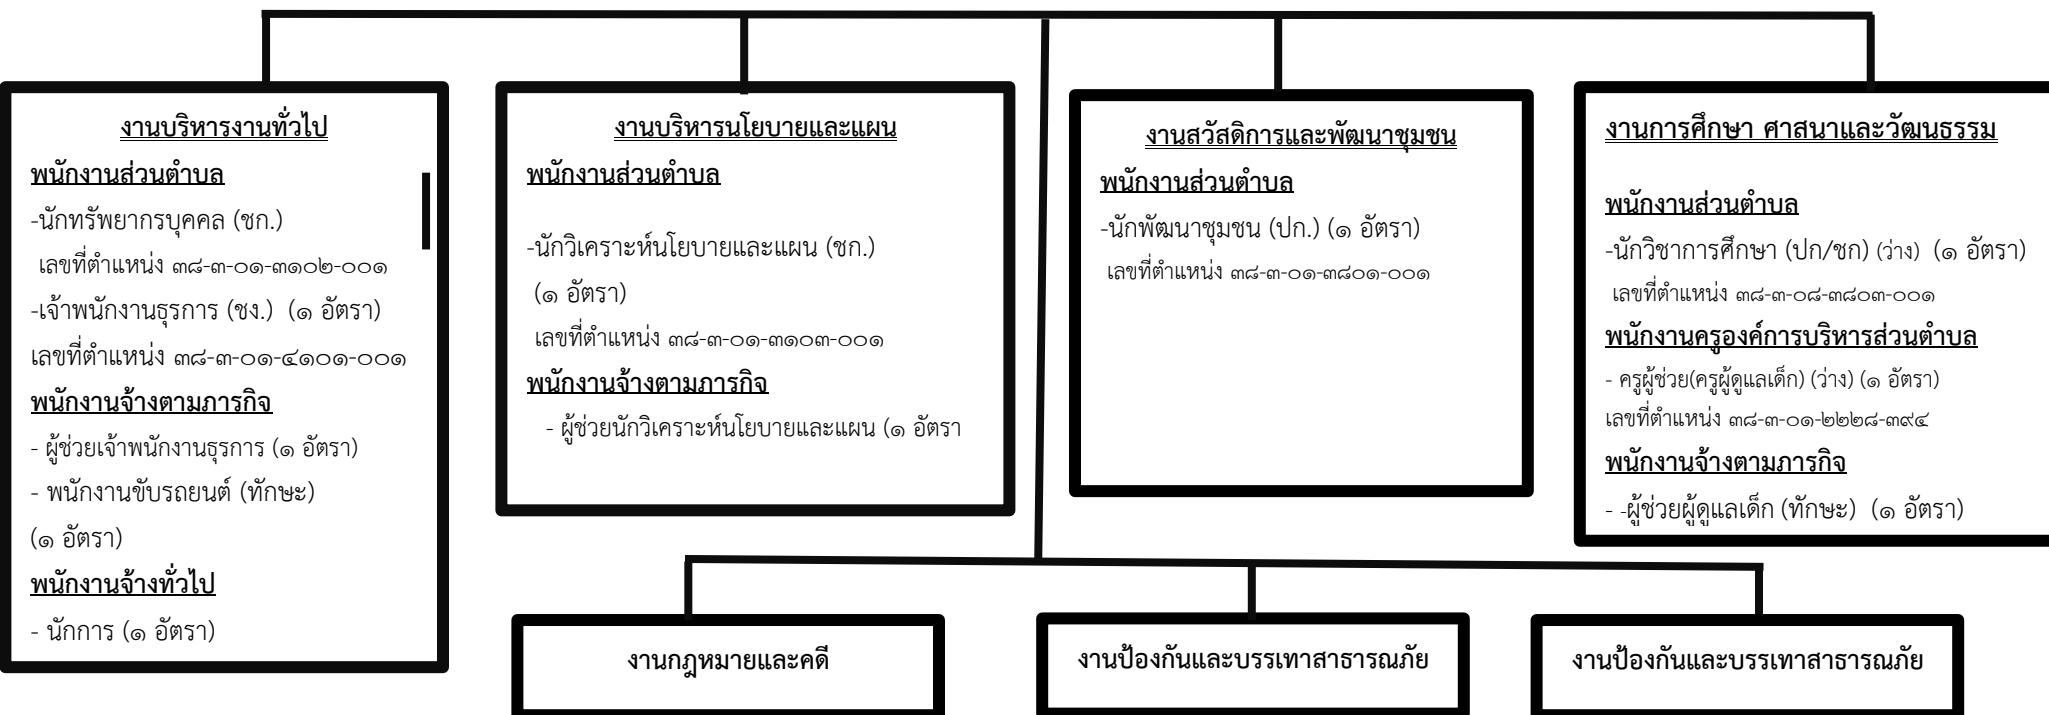 งานบริหารงานทั่วไป
พนักงานส่วนตำบล
-นักทรัพยากรบุคคล (ชก.)
เลขที่ตำแหน่ง ๓๘-๓-๐๑-๓๑๐๒-๐๐๑
-เจ้าพนักงานธุรการ (ชง.) (๑ อัตรา)
เลขที่ตำแหน่ง ๓๘-๓-๐๑-๔๑๐๑-๐๐๑
พนักงานจ้างตามภารกิจ
- ผู้ช่วยเจ้าพนักงานธุรการ (๑ อัตรา)
- พนักงานขับรถยนต์ (ทักษะ)
(๑ อัตรา)
พนักงานจ้างทั่วไป
- นักการ (๑ อัตรา)
งานบริหารนโยบายและแผน
พนักงานส่วนตำบล
-นักวิเคราะห์นโยบายและแผน (ชก.)
(๑ อัตรา)
เลขที่ตำแหน่ง ๓๘-๓-๐๑-๓๑๐๓-๐๐๑
พนักงานจ้างตามภารกิจ
- ผู้ช่วยนักวิเคราะห์นโยบายและแผน (๑ อัตรา
งานสวัสดิการและพัฒนาชุมชน
พนักงานส่วนตำบล
-นักพัฒนาชุมชน (ปก.) (๑ อัตรา)
เลขที่ตำแหน่ง ๓๘-๓-๐๑-๓๘๐๑-๐๐๑
งานการศึกษา ศาสนาและวัฒนธรรม
พนักงานส่วนตำบล
-นักวิชาการศึกษา (ปก/ชก) (ว่าง) (๑ อัตรา)
เลขที่ตำแหน่ง ๓๘-๓-๐๘-๓๘๐๓-๐๐๑
พนักงานครูองค์การบริหารส่วนตำบล
- ครูผู้ช่วย(ครูผู้ดูแลเด็ก) (ว่าง) (๑ อัตรา)
เลขที่ตำแหน่ง ๓๘-๓-๐๑-๒๒๒๘-๓๙๔
พนักงานจ้างตามภารกิจ
- -ผู้ช่วยผู้ดูแลเด็ก (ทักษะ) (๑ อัตรา)
งานกฎหมายและคดี
งานป้องกันและบรรเทาสาธารณภัย
งานป้องกันและบรรเทาสาธารณภัย